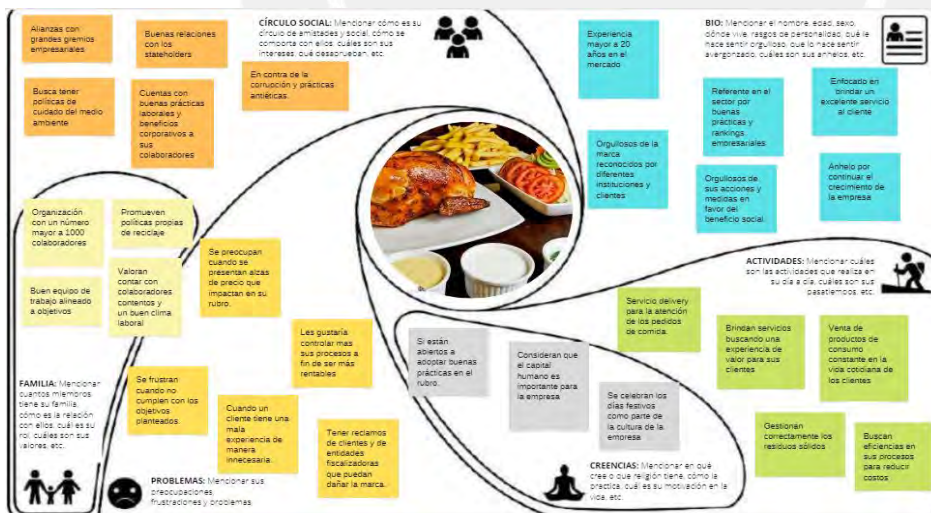 Alianzas con
grandes gremios
empresariales
Buenas relaciones
con los
stateholders
Busca tener
políticas de
cuidado del medio
ambiente
Cuentas con
buenas prácticas
laborales y
beneficios
corporativos a
sus
colaboradores
CÍRCULO SOCIAL: Mencionar cómo es su
círculo de amistades y social, cómo se
comporta con ellos, cuáles son sus
intereses, qué desaprueban, etc.
En contra de la
corrupción y prácticas
antiéticas.
Experiencia
mayor a 20
años en el
mercado
BIO: Mencionar el nombre, edad, sexo,
dónde vive, rasgos de personalidad, qué le
hace sentir orgulloso, que lo hace sentir
avergonzado, cuáles son sus anhelos, etc.
Referente en el
sector por
buenas
prácticas y
rankings
empresariales
Enfocado en
brindar un
excelente servicio
al cliente
Orgullosos de la
marca
reconocidos por
diferentes
instituciones y
clientes
Orgullosos de
sus acciones y
medidas en
favor del
beneficio social.
Anhelo por
continuar el
crecimiento de
la empresa
Organización
con un número
mayor a 1000
colaboradores
Promueven
políticas propias
de reciclaje
Buen equipo de
trabajo alineado
a objetivos
Valoran
contar con
colaboradores
contentos y
un buen clima
laboral
FAMILIA: Mencionar
cuantos miembros
tiene su familia,
cómo es la relación
con ellos, cuál es su
rol, cuáles son sus
valores, etc.
Se preocupan
cuando se
presentan alzas
de precio que
impactan en su
rubro.
Les gustaría
controlar mas
sus procesos a
fin de ser más
rentables
Se frustran
cuando no
cumplen con los
objetivos
planteados.
Cuando un
cliente tiene una
mala
experiencia de
manera
innecesaria.
Tener reclamos
de clientes y de
entidades
fiscalizadoras
que puedan
dañar la marca.
PROBLEMAS: Mencionar sus
preocupaciones,
frustraciones y problemas.
Si están
abiertos a
adoptar buenas
prácticas en el
rubro.
Consideran que
el capital
humano es
importante para
la empresa
Se celebran los
días festivos
como parte de
la cultura de la
empresa
CREENCIAS: Mencionar en qué
cree o que religión tiene, cómo la
practica, cuál es su motivación en la
vida, etc.
ACTIVIDADES: Mencionar cuáles
son las actividades que realiza en
su día a día, cuáles son sus
pasatiempos, etc.
Servicio delivery
para la atención
de los pedidos
de comida.
Brindan servicios
buscando una
experiencia de
valor para sus
clientes
Venta de
productos de
consumo
constante en la
vida cotidiana de
los clientes
Gestionan
correctamente los
residuos sólidos
Buscan
eficiencias en
sus procesos
para reducir
costos